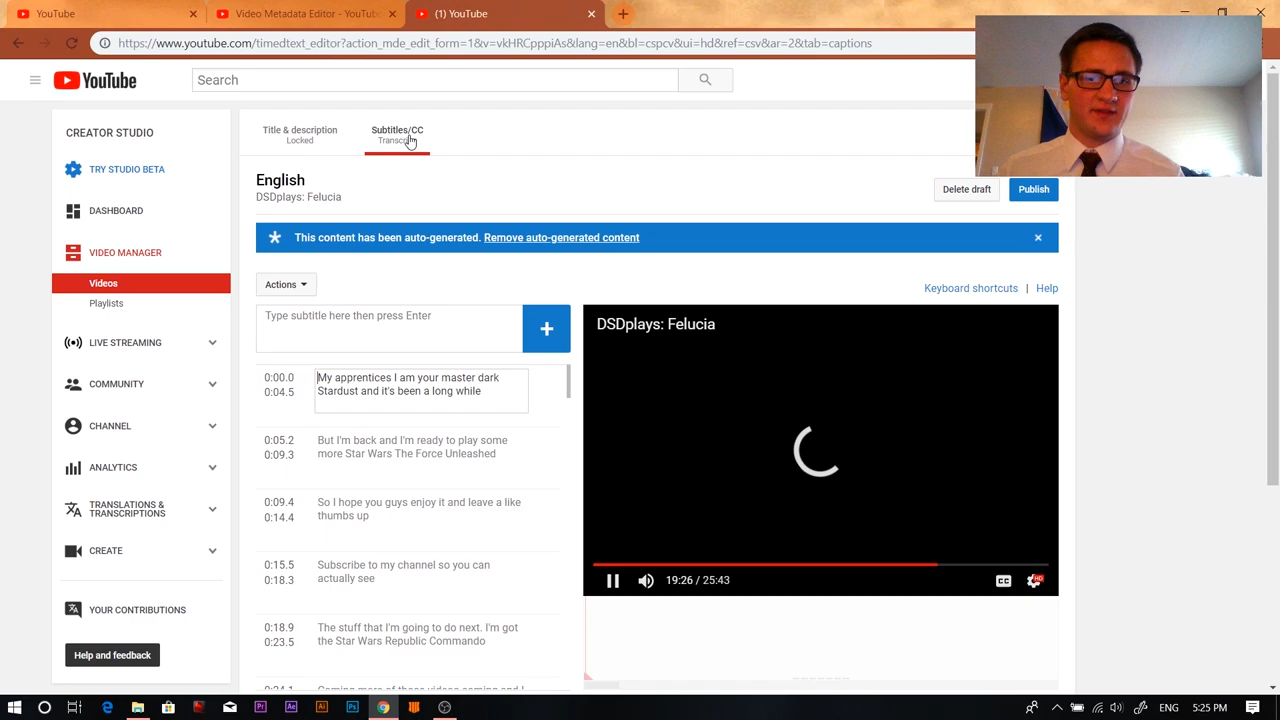 YouTube
Video Metadata Editor - YouTube
(1) YouTube
https://www.youtube.com/timedtext_editor?action_mde_edit_form=1&v=vkHRCpppiAs&lang=en&bl=cspcv&ui=hd&ref=csv&ar=2&tab=captions
YouTube
Search
CREATOR STUDIO
TRY STUDIO BETA
DASHBOARD
VIDEO MANAGER
Videos
Playlists
LIVE STREAMING
COMMUNITY
CHANNEL
ANALYTICS
TRANSLATIONS &
TRANSCRIPTIONS
CREATE
YOUR CONTRIBUTIONS
Help and feedback
Title & description
Locked
Subtitles/CC
English
DSDplays: Felucia
Delete draft
Publish
This content has been auto-generated. Remove auto-generated content
Actions
Keyboard shortcuts | Help
Type subtitle here then press Enter
+
0:00.0 My apprentices I am your master dark
0:04.5 Stardust and it's been a long while
0:05.2 But I'm back and I'm ready to play some
0:09.3 more Star Wars The Force Unleashed
0:09.4 So I hope you guys enjoy it and leave a like
0:14.4 thumbs up
0:15.5 Subscribe to my channel so you can
0:18.3 actually see
0:18.9 The stuff that I'm going to do next. I'm got
0:23.5 the Star Wars Republic Commando
DSDplays: Felucia
19:26 / 25:43
CC
HD
Pr
Ae
Ai
Ps
ENG
5:25 PM